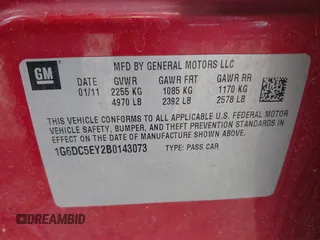 MFD BY GENERAL MOTORS LLC
GM
DATE GVWR GAWR FRT GAWR RR
01/11 2255 KG 1085 KG 1170 KG
4970 LB 2392 LB 2578 LB
THIS VEHICLE CONFORMS TO ALL APPLICABLE U.S. FEDERAL MOTOR
VEHICLE SAFETY, BUMPER, AND THEFT PREVENTION STANDARDS IN
EFFECT ON THE DATE OF MANUFACTURE SHOWN ABOVE.
1G6DC5EY2B0143073 TYPE: PASS CAR
DREAMBID